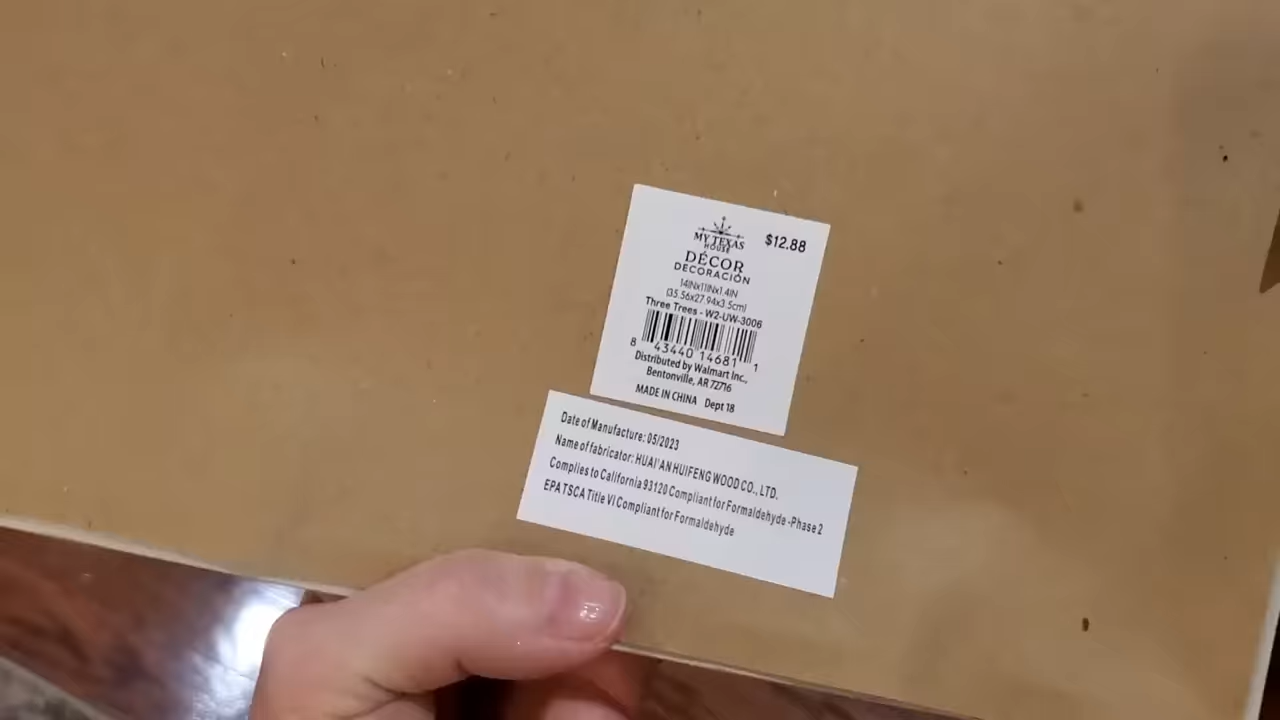 MY TEXAS
HOUSE
$12.88
DÉCOR
DECORACIÓN
14INx11INx1.4IN
(35.56x27.94x3.5cm)
Three Trees - W2-UW-3006
8 43440 14681 1
Distributed by Walmart Inc.,
Bentonville, AR 72716
MADE IN CHINA Dept 18
Date of Manufacture: 05/2023
Name of fabricator: HUAI'AN HUIFENG WOOD CO., LTD.
Complies to California 93120 Compliant for Formaldehyde -Phase 2
EPA TSCA Title VI Compliant for Formaldehyde